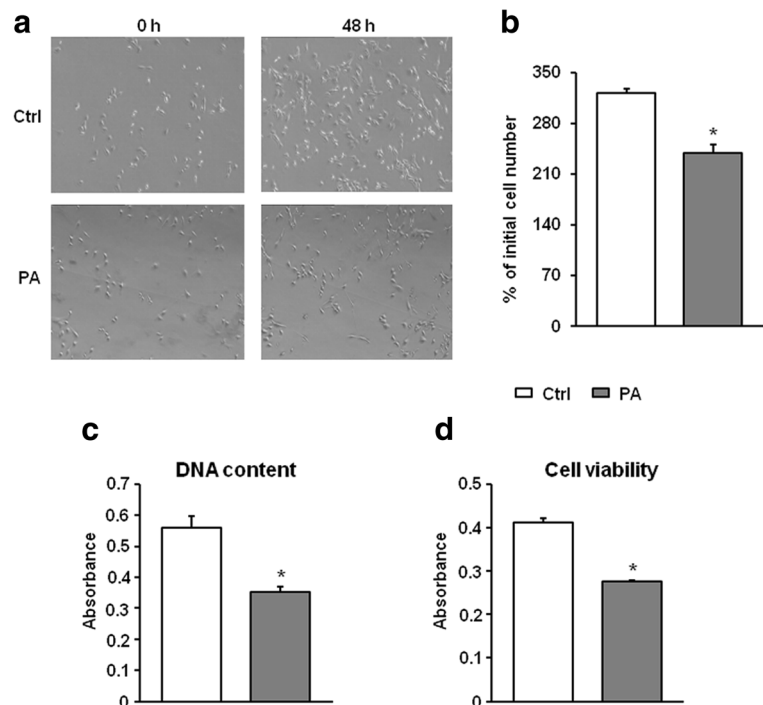 a
0 h
48 h
Ctrl
PA
b
% of initial cell number
350
280
210
140
70
0
*
Ctrl
PA
c
DNA content
Absorbance
0.7
0.6
0.5
0.4
0.3
0.2
0.1
0
*
d
Cell viability
Absorbance
0.5
0.4
0.3
0.2
0.1
0
*